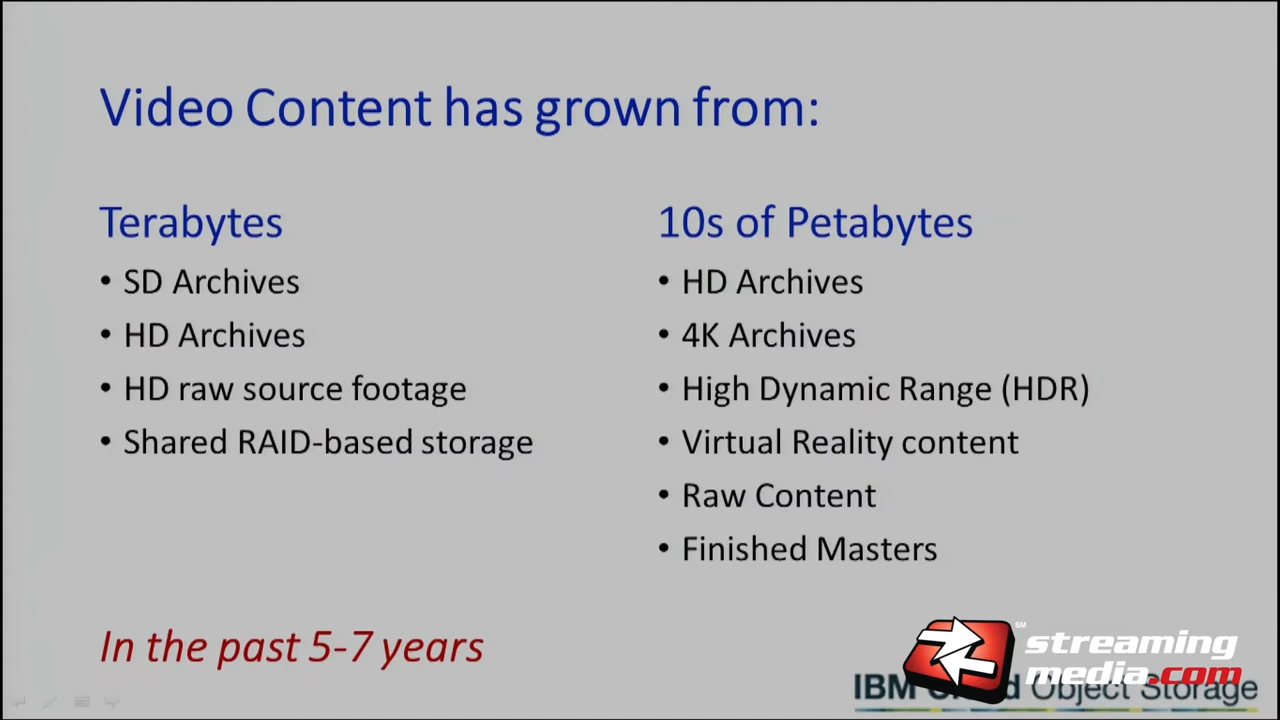 Video Content has grown from:
Terabytes
• SD Archives
• HD Archives
• HD raw source footage
• Shared RAID-based storage
10s of Petabytes
• HD Archives
• 4K Archives
• High Dynamic Range (HDR)
• Virtual Reality content
• Raw Content
• Finished Masters
In the past 5-7 years
SM
streaming
media.com
IBM Object Storage